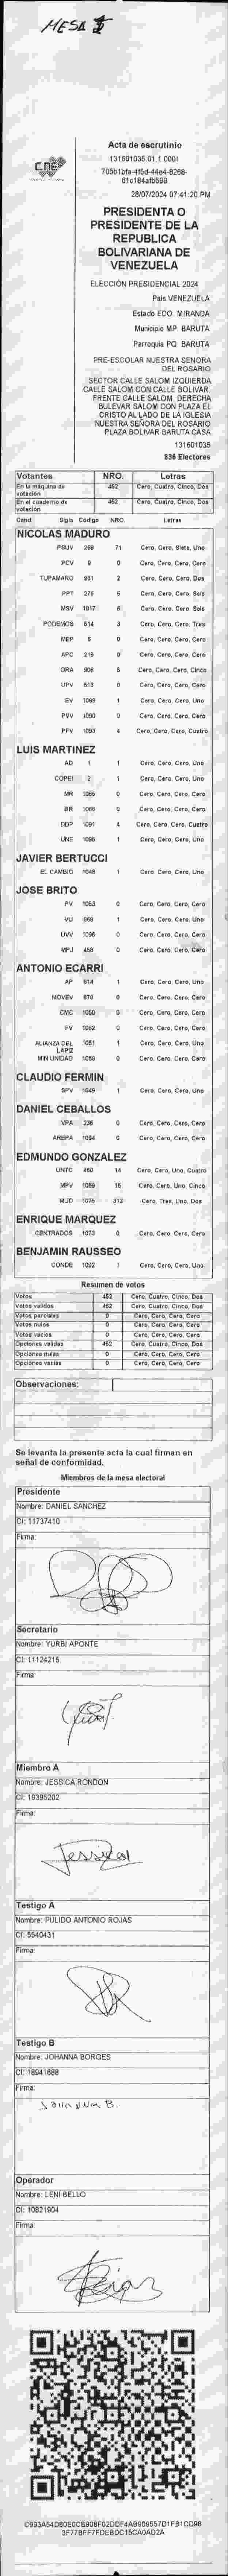 MESA 1
CNE
Acta de escrutinio
131601035.01.1.0001
705b1bfa-4f5d-44e4-8268-
61c184afb599
28/07/2024 07:41:20 PM
PRESIDENTA O
PRESIDENTE DE LA
REPUBLICA
BOLIVARIANA DE
VENEZUELA
ELECCIÓN PRESIDENCIAL 2024
Pais VENEZUELA
Estado EDO. MIRANDA
Municipio MP. BARUTA
Parroquia PQ. BARUTA
PRE-ESCOLAR NUESTRA SENORA
DEL ROSARIO
SECTOR CALLE SALOM IZQUIERDA
CALLE SALOM CON CALLE BOLIVAR.
FRENTE CALLE SALOM. DERECHA
BULEVAR SALOM CON PLAZA EL
CRISTO AL LADO DE LA IGLESIA
NUESTRA SEÑORA DEL ROSARIO
PLAZA BOLIVAR BARUTA CASA
131601035
836 Electores
Votantes NRO. Letras
En la máquina de votación 452 Cero, Cuatro, Cinco, Dos
En el cuaderno de votación 452 Cero, Cuatro, Cinco, Dos
Cand. Sigla Código NRO. Letras
NICOLAS MADURO
PSUV 269 71 Cero, Cero, Siete, Uno
PCV 9 0 Cero, Cero, Cero, Cero
TUPAMARO 931 2 Cero, Cero, Cero, Dos
PPT 275 6 Cero, Cero, Cero, Seis
MSV 1017 6 Cero, Cero, Cero, Seis
PODEMOS 514 3 Cero, Cero, Cero, Tres
MEP 6 0 Cero, Cero, Cero, Cero
APC 219 0 Cero, Cero, Cero, Cero
ORA 906 5 Cero, Cero, Cero, Cinco
UPV 513 0 Cero, Cero, Cero, Cero
EV 1088 1 Cero, Cero, Cero, Uno
PVV 1090 0 Cero, Cero, Cero, Cero
PFV 1093 4 Cero, Cero, Cero, Cuatro
LUIS MARTINEZ
AD 1 1 Cero, Cero, Cero, Uno
COPEI 2 1 Cero, Cero, Cero, Uno
MR 1055 0 Cero, Cero, Cero, Cero
BR 1068 0 Cero, Cero, Cero, Cero
DDP 1091 4 Cero, Cero, Cero, Cuatro
UNE 1095 1 Cero, Cero, Cero, Uno
JAVIER BERTUCCI
EL CAMBIO 1048 1 Cero, Cero, Cero, Uno
JOSE BRITO
PV 1053 0 Cero, Cero, Cero, Cero
VU 968 1 Cero, Cero, Cero, Uno
UVV 1096 0 Cero, Cero, Cero, Cero
MPJ 458 0 Cero, Cero, Cero, Cero
ANTONIO ECARRI
AP 914 1 Cero, Cero, Cero, Uno
MOVEV 678 0 Cero, Cero, Cero, Cero
CMC 1050 0 Cero, Cero, Cero, Cero
FV 1062 0 Cero, Cero, Cero, Cero
ALIANZA DEL LAPIZ 1051 1 Cero, Cero, Cero, Uno
MIN UNIDAD 1056 0 Cero, Cero, Cero, Cero
CLAUDIO FERMIN
SPV 1049 1 Cero, Cero, Cero, Uno
DANIEL CEBALLOS
VPA 236 0 Cero, Cero, Cero, Cero
AREPA 1094 0 Cero, Cero, Cero, Cero
EDMUNDO GONZALEZ
UNTC 460 14 Cero, Cero, Uno, Cuatro
MPV 1059 15 Cero, Cero, Uno, Cinco
MUD 1075 312 Cero, Tres, Uno, Dos
ENRIQUE MARQUEZ
CENTRADOS 1073 0 Cero, Cero, Cero, Cero
BENJAMIN RAUSSEO
CONDE 1092 1 Cero, Cero, Cero, Uno
Resumen de votos
Votos 452 Cero, Cuatro, Cinco, Dos
Votos validos 452 Cero, Cuatro, Cinco, Dos
Votos parciales 0 Cero, Cero, Cero, Cero
Votos nulos 0 Cero, Cero, Cero, Cero
Votos vacios 0 Cero, Cero, Cero, Cero
Opciones validas 452 Cero, Cuatro, Cinco, Dos
Opciones nulas 0 Cero, Cero, Cero, Cero
Opciones vacias 0 Cero, Cero, Cero, Cero
Observaciones:
Se levanta la presente acta la cual firman en
señal de conformidad.
Miembros de la mesa electoral
Presidente
Nombre: DANIEL SANCHEZ
CI: 11737410
Firma:
Secretario
Nombre: YURBI APONTE
CI: 11124215
Firma:
Miembro A
Nombre: JESSICA RONDON
CI: 19395202
Firma:
Jessica
Testigo A
Nombre: PULIDO ANTONIO ROJAS
CI: 5540431
Firma:
Testigo B
Nombre: JOHANNA BORGES
CI: 16941688
Firma:
Johanna B.
Operador
Nombre: LENI BELLO
CI: 10821904
Firma:
C993A54D80E0CB908F02DDF4AB909557D1FB1CD98
3F77BFF7FDEBDC15CA0AD2A